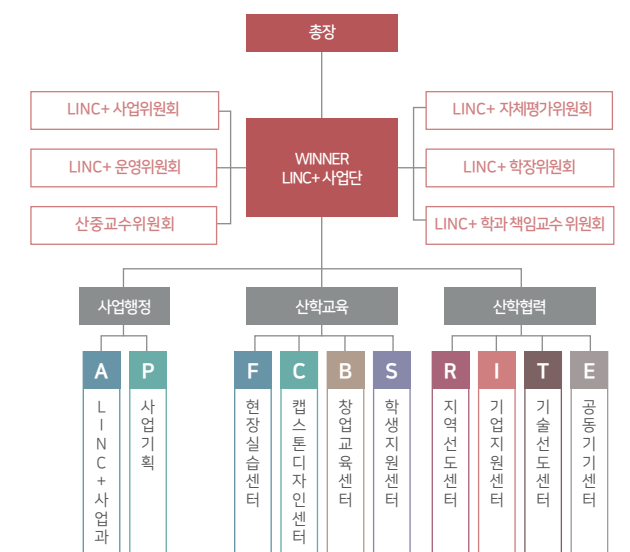 총장
LINC+ 사업위원회
LINC+ 운영위원회
산중교수위원회
WINNER
LINC+ 사업단
LINC+ 자체평가위원회
LINC+ 학장위원회
LINC+ 학과 책임교수 위원회
사업행정
산학교육
산학협력
A
LINC+사업과
P
사업기획
F
현장실습센터
C
캡스톤디자인센터
B
창업교육센터
S
학생지원센터
R
지역선도센터
I
기업지원센터
T
기술선도센터
E
공동기기센터